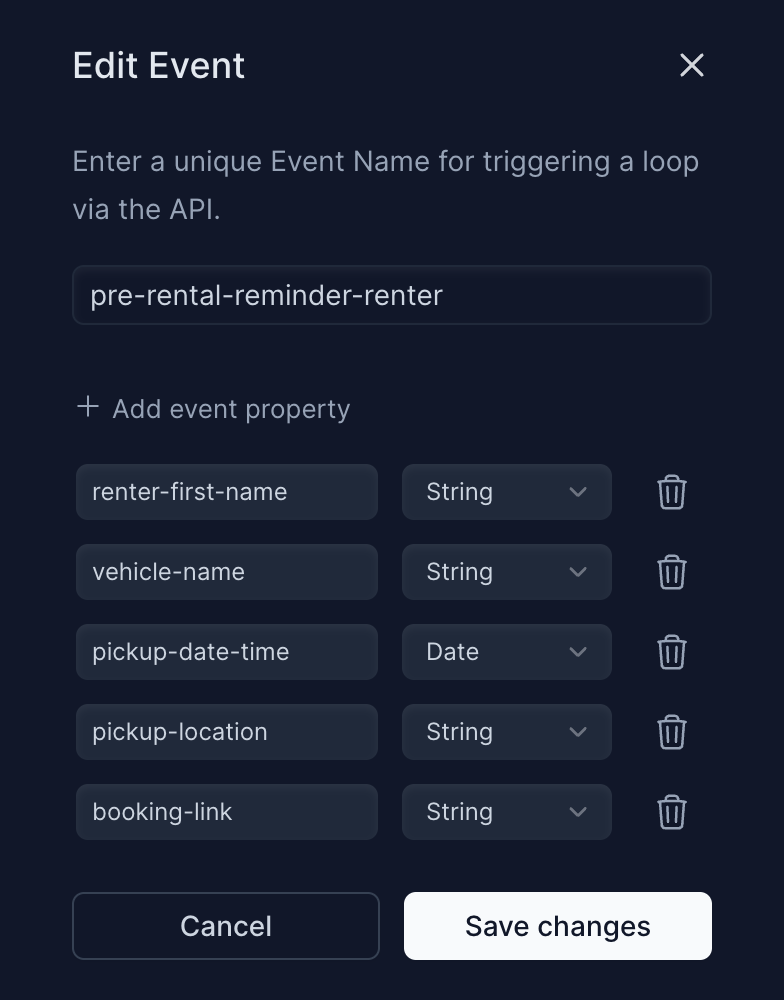 Edit Event
Enter a unique Event Name for triggering a loop
via the API.
pre-rental-reminder-renter
Add event property
renter-first-name String
vehicle-name String
pickup-date-time Date
pickup-location String
booking-link String
Cancel Save changes